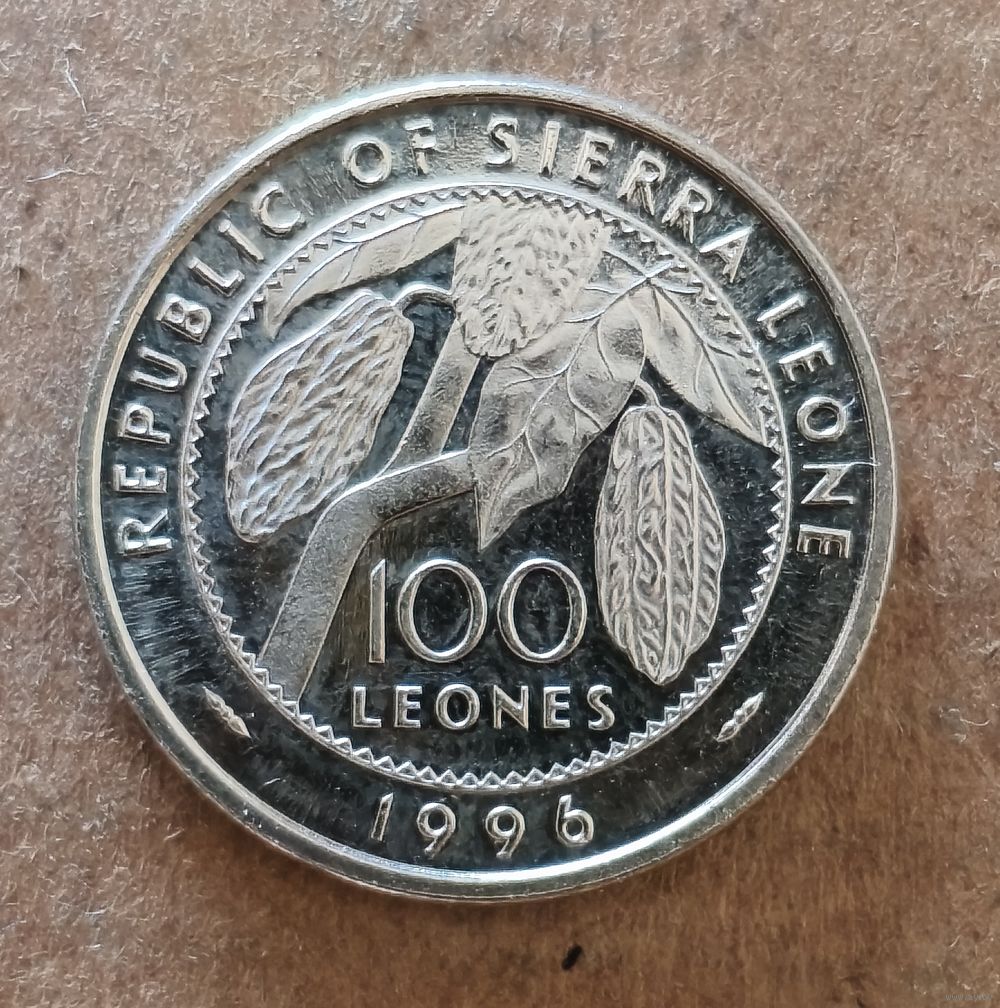 REPUBLIC OF SIERRA LEONE
100
LEONES
1996